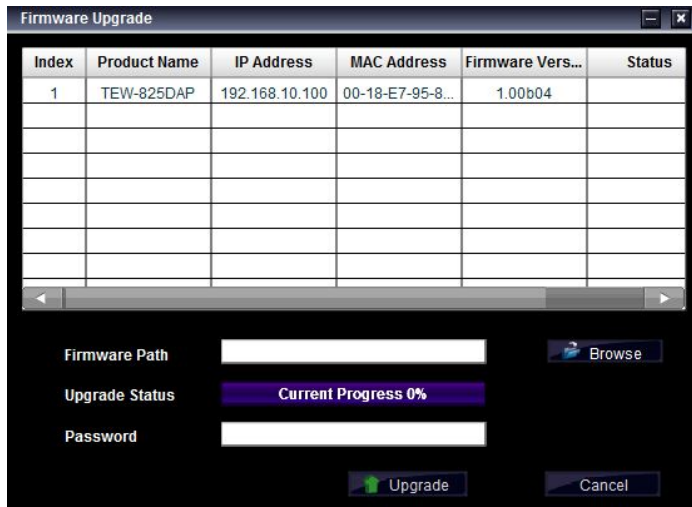 Firmware Upgrade
Index Product Name IP Address MAC Address Firmware Vers... Status
1 TEW-825DAP 192.168.10.100 00-18-E7-95-8... 1.00b04
Firmware Path Browse
Upgrade Status Current Progress 0%
Password
Upgrade Cancel